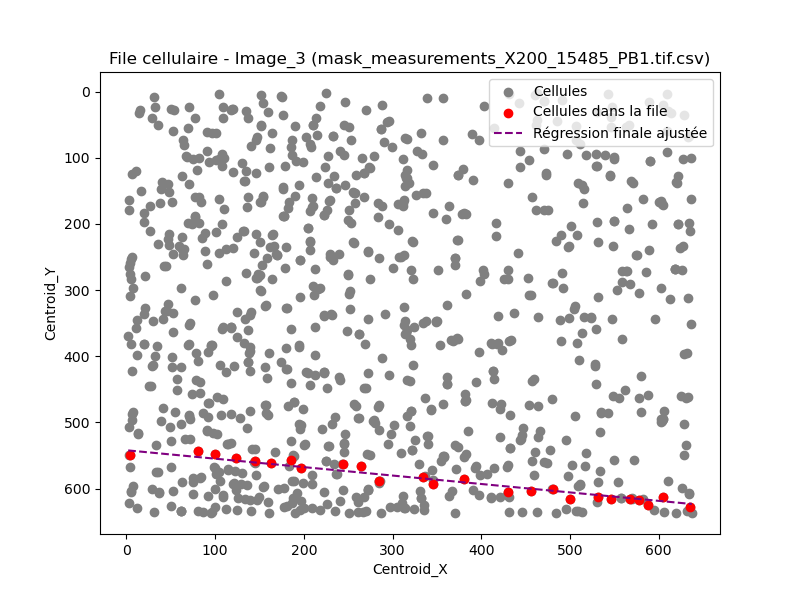 File cellulaire - Image_3 (mask_measurements_X200_15485_PB1.tif.csv)
Cellules
Cellules dans la file
Régression finale ajustée
0
100
200
300
400
500
600
Centroid_Y
0 100 200 300 400 500 600
Centroid_X